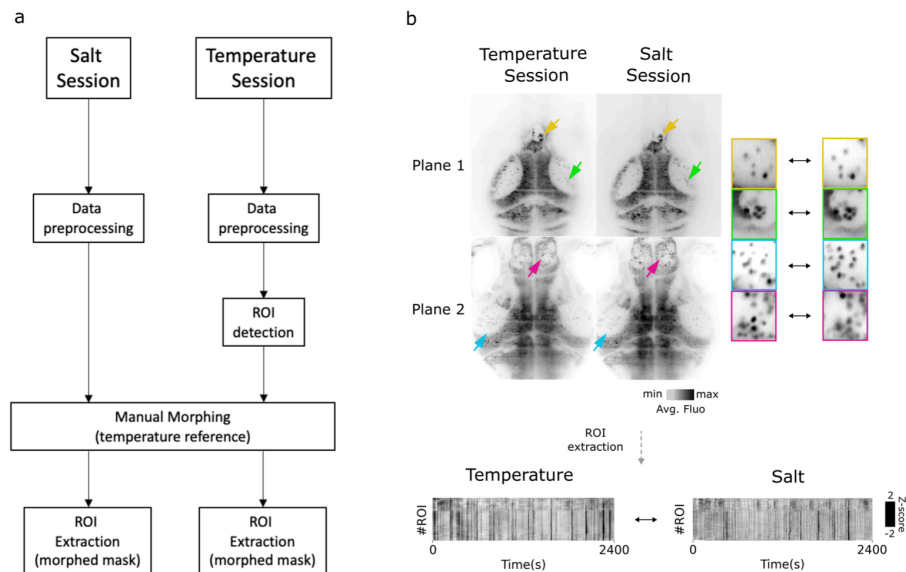 a
Salt
Session
Temperature
Session
Data
preprocessing
Data
preprocessing
ROI
detection
Manual Morphing
(temperature reference)
ROI
Extraction
(morphed mask)
ROI
Extraction
(morphed mask)
b
Temperature
Session
Salt
Session
Plane 1
Plane 2
min max
Avg. Fluo
ROI
extraction
Temperature
#ROI
0 2400
Time(s)
Salt
#ROI
0 2400
Time(s)
2
-2
Z-score